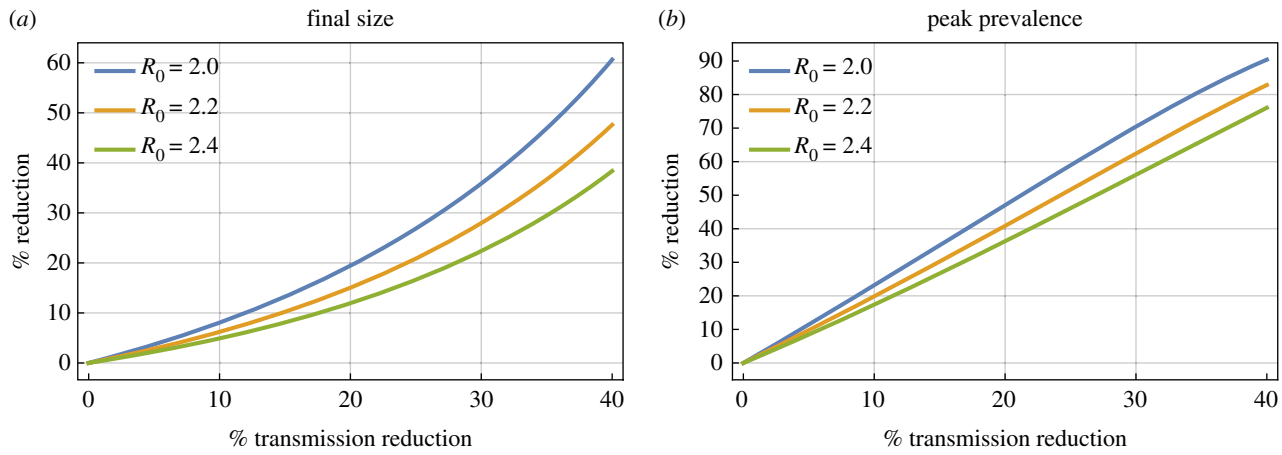 (a) final size
% reduction
60
50
40
30
20
10
0
R0 = 2.0
R0 = 2.2
R0 = 2.4
0 10 20 30 40
% transmission reduction
(b) peak prevalence
% reduction
90
80
70
60
50
40
30
20
10
0
R0 = 2.0
R0 = 2.2
R0 = 2.4
0 10 20 30 40
% transmission reduction